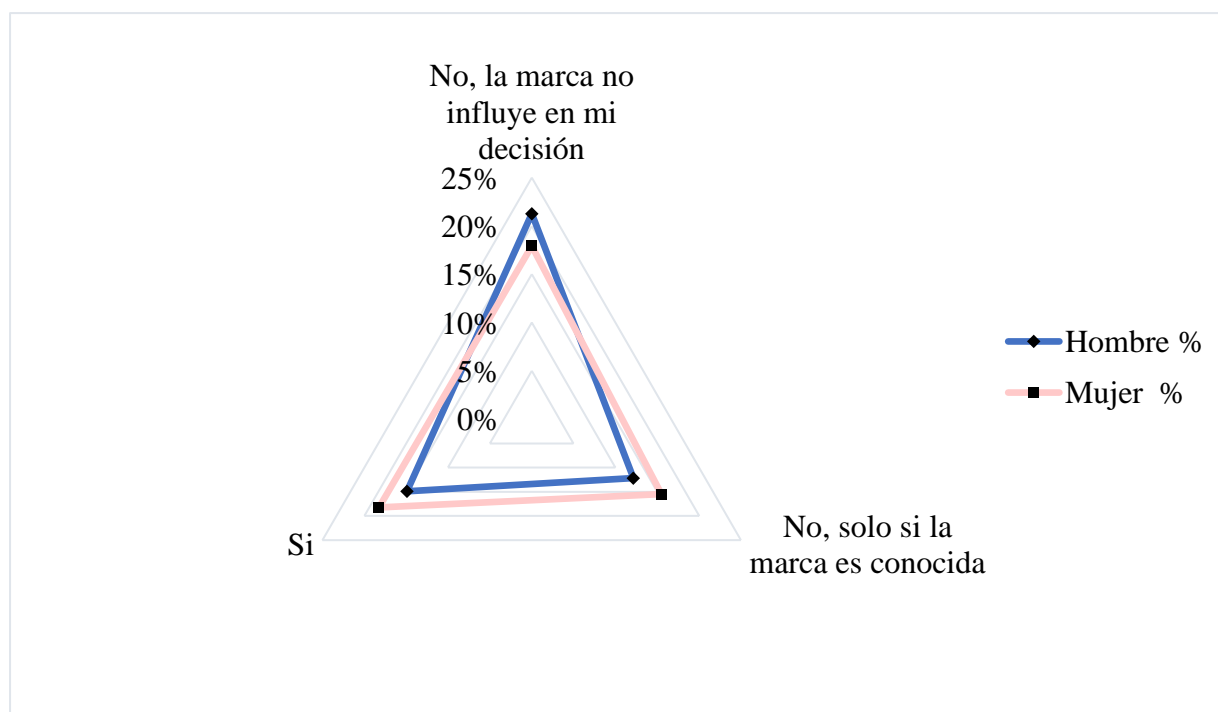 No, la marca no
influye en mi
decisión
25%
20%
15%
10%
5%
0%
Si
No, solo si la
marca es conocida
Hombre %
Mujer %